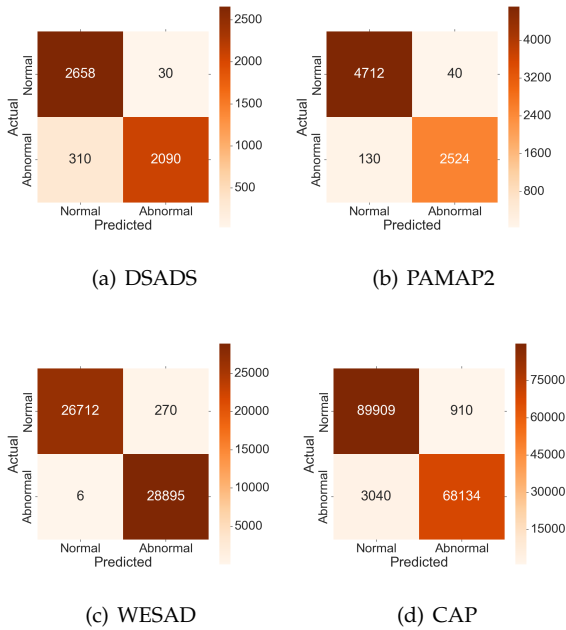 Actual
Normal
Abnormal
2658 30
310 2090
Normal Abnormal
Predicted
2500
2000
1500
1000
500
(a) DSADS
Actual
Normal
Abnormal
4712 40
130 2524
Normal Abnormal
Predicted
4000
3200
2400
1600
800
(b) PAMAP2
Actual
Normal
Abnormal
26712 270
6 28895
Normal Abnormal
Predicted
25000
20000
15000
10000
5000
(c) WESAD
Actual
Normal
Abnormal
89909 910
3040 68134
Normal Abnormal
Predicted
75000
60000
45000
30000
15000
(d) CAP